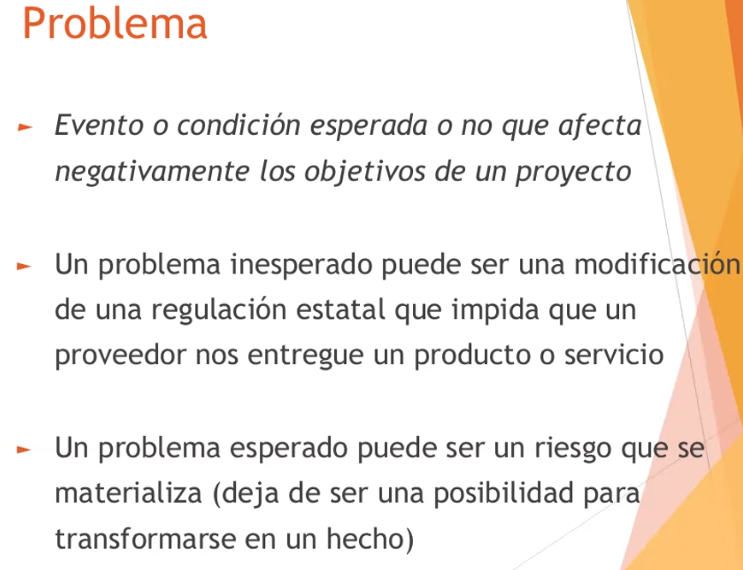 Problema
► Evento o condición esperada o no que afecta
negativamente los objetivos de un proyecto
► Un problema inesperado puede ser una modificación
de una regulación estatal que impida que un
proveedor nos entregue un producto o servicio
► Un problema esperado puede ser un riesgo que se
materializa (deja de ser una posibilidad para
transformarse en un hecho)